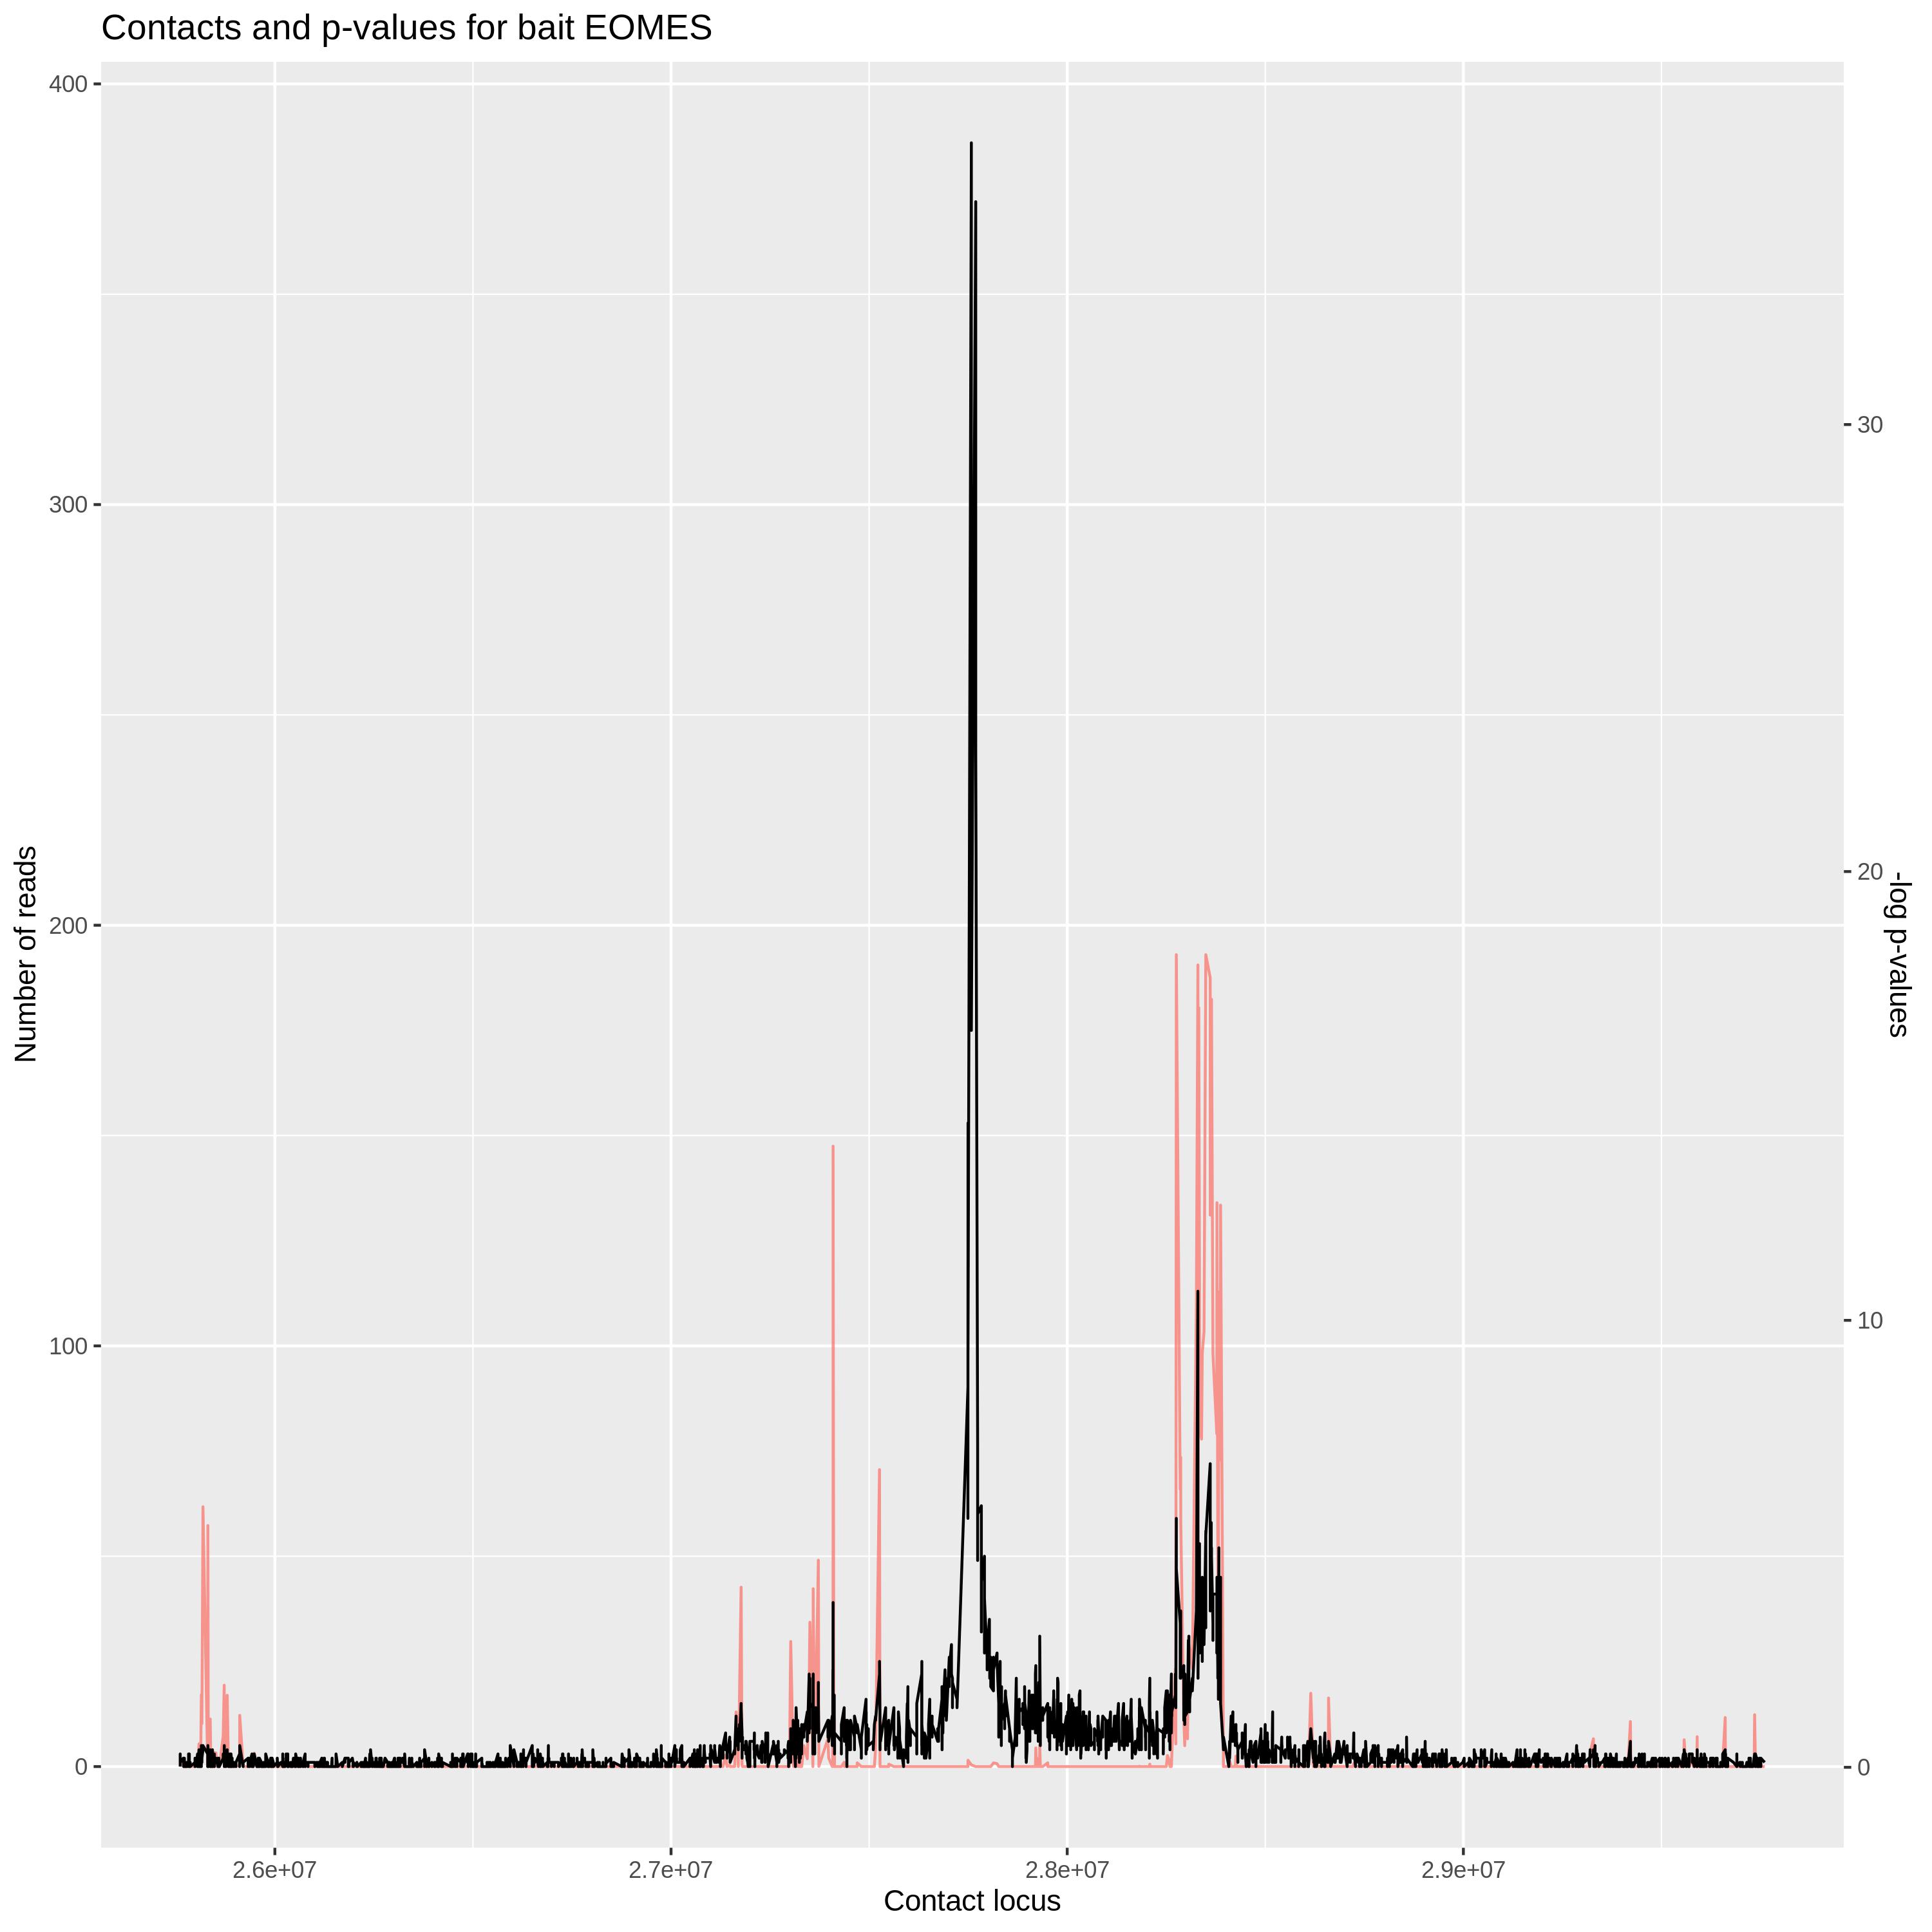 Contacts and p-values for bait EOMES
400
300
200
100
0
Number of reads
30
20
10
0
-log p-values
2.6e+07
2.7e+07
2.8e+07
2.9e+07
Contact locus